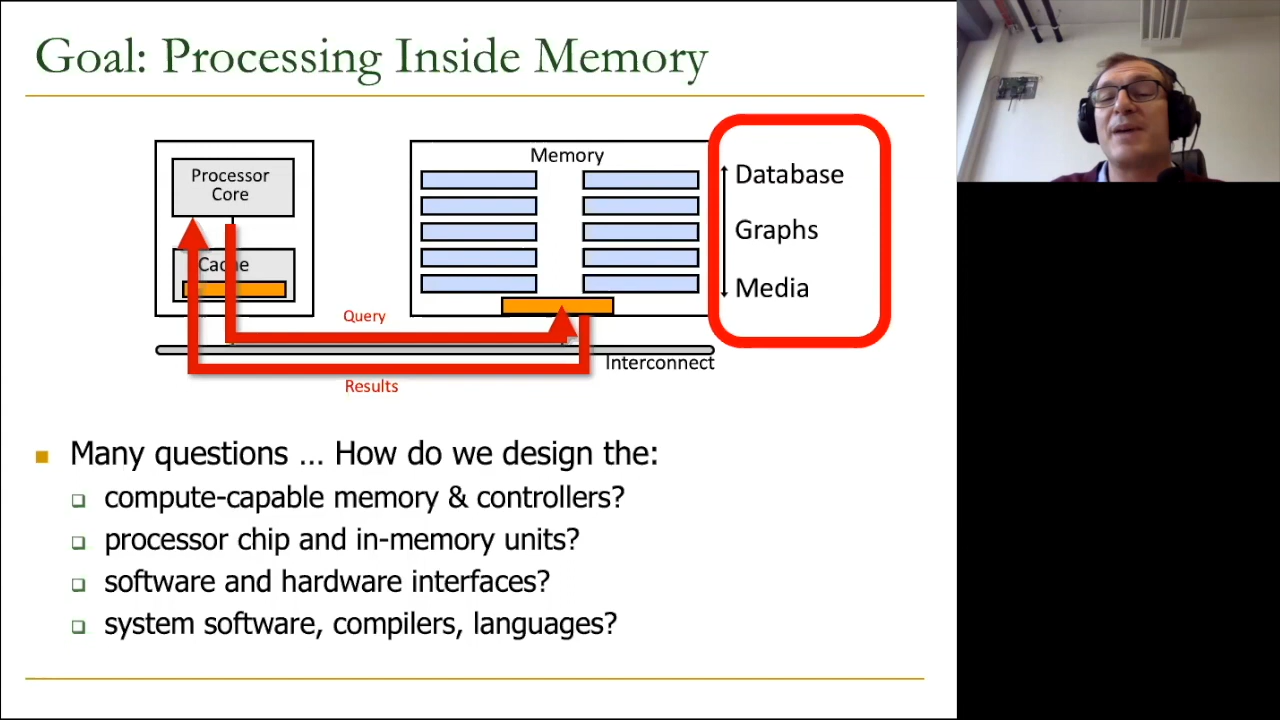 Goal: Processing Inside Memory
Processor
Core
Cache
Memory
Database
Graphs
Media
Query
Interconnect
Results
Many questions … How do we design the:
compute-capable memory & controllers?
processor chip and in-memory units?
software and hardware interfaces?
system software, compilers, languages?